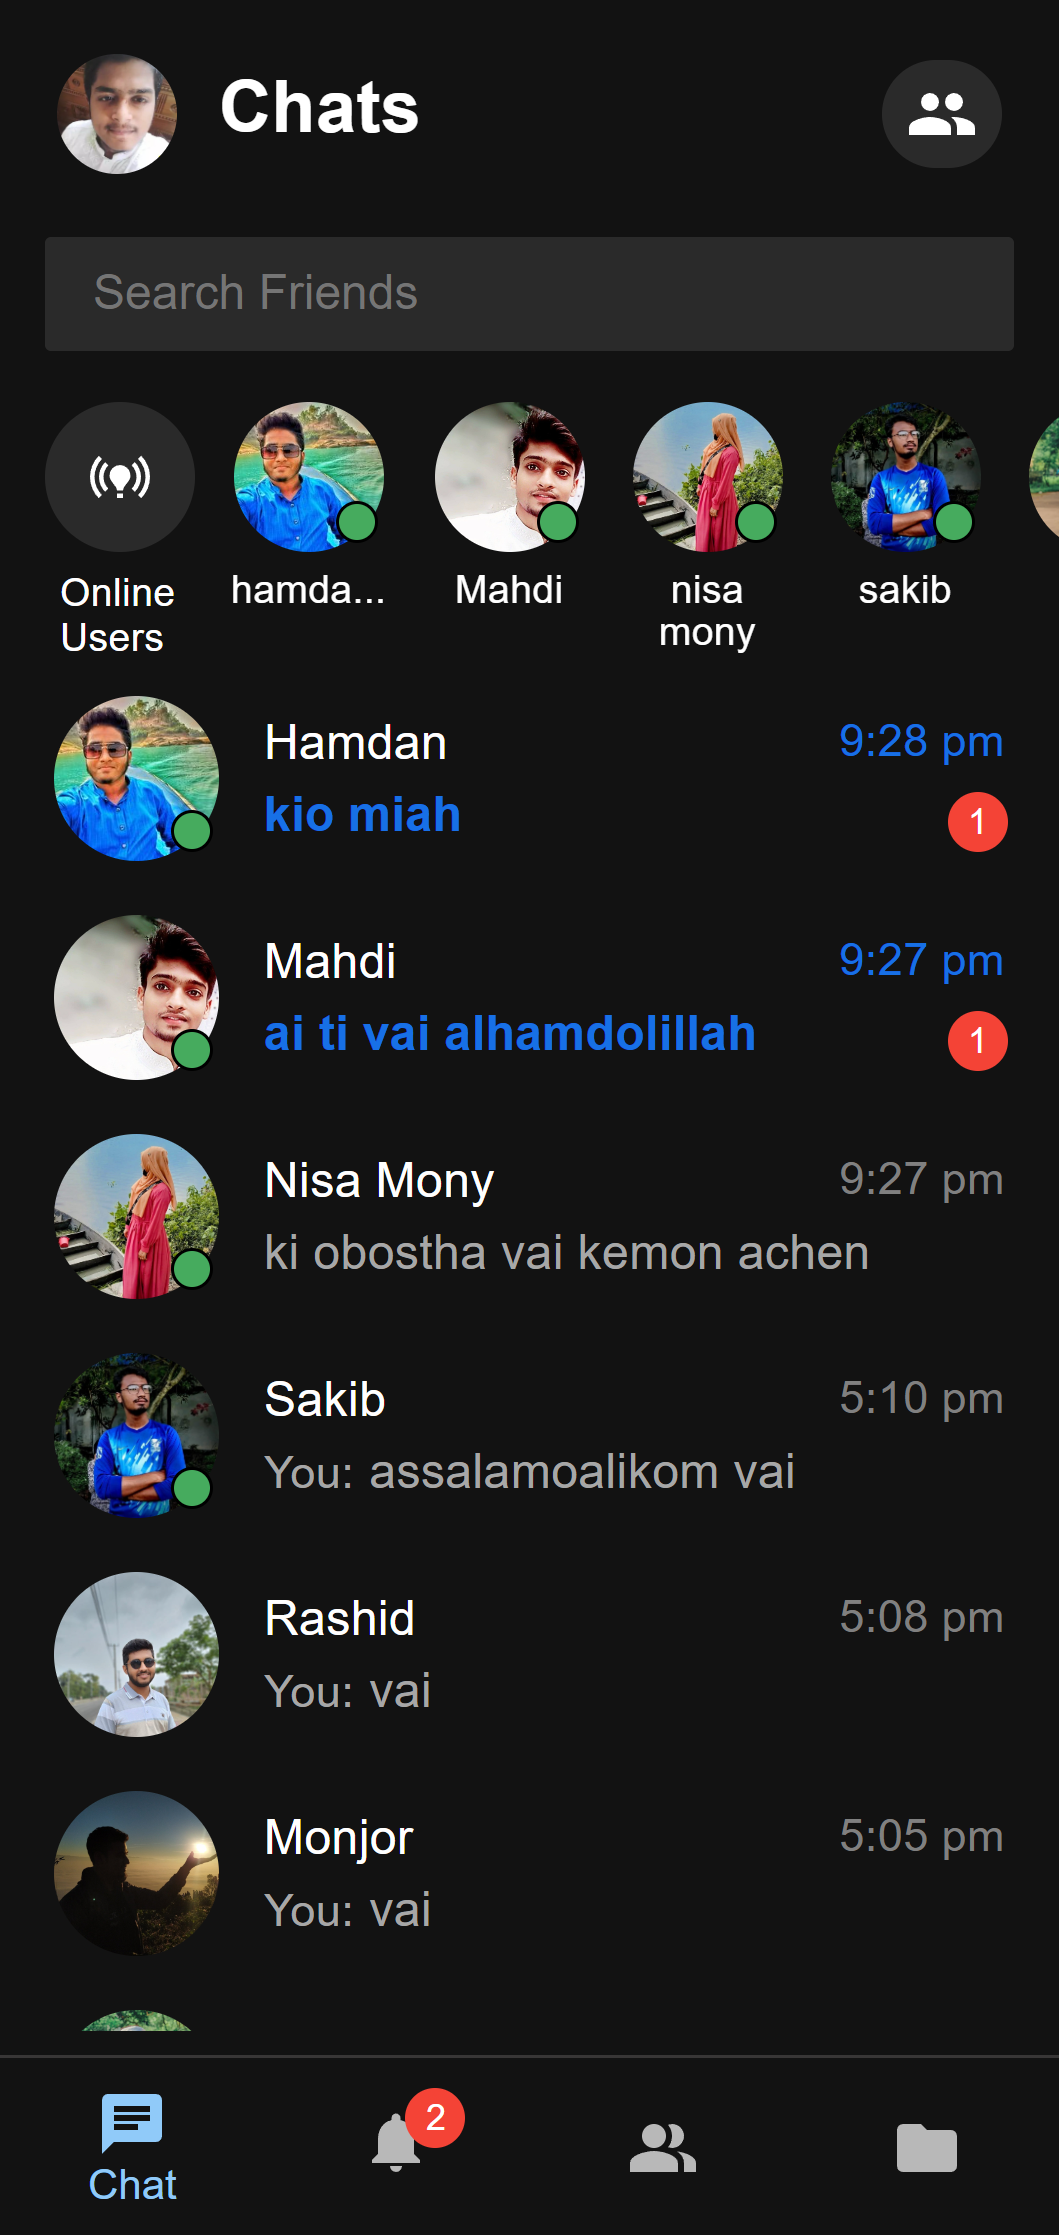 Chats
Search Friends
Online
Users
hamda...
Mahdi
nisa
mony
sakib
Hamdan
9:28 pm
kio miah
1
Mahdi
9:27 pm
ai ti vai alhamdolillah
1
Nisa Mony
9:27 pm
ki obostha vai kemon achen
Sakib
5:10 pm
You: assalamoalikom vai
Rashid
5:08 pm
You: vai
Monjor
5:05 pm
You: vai
2
Chat